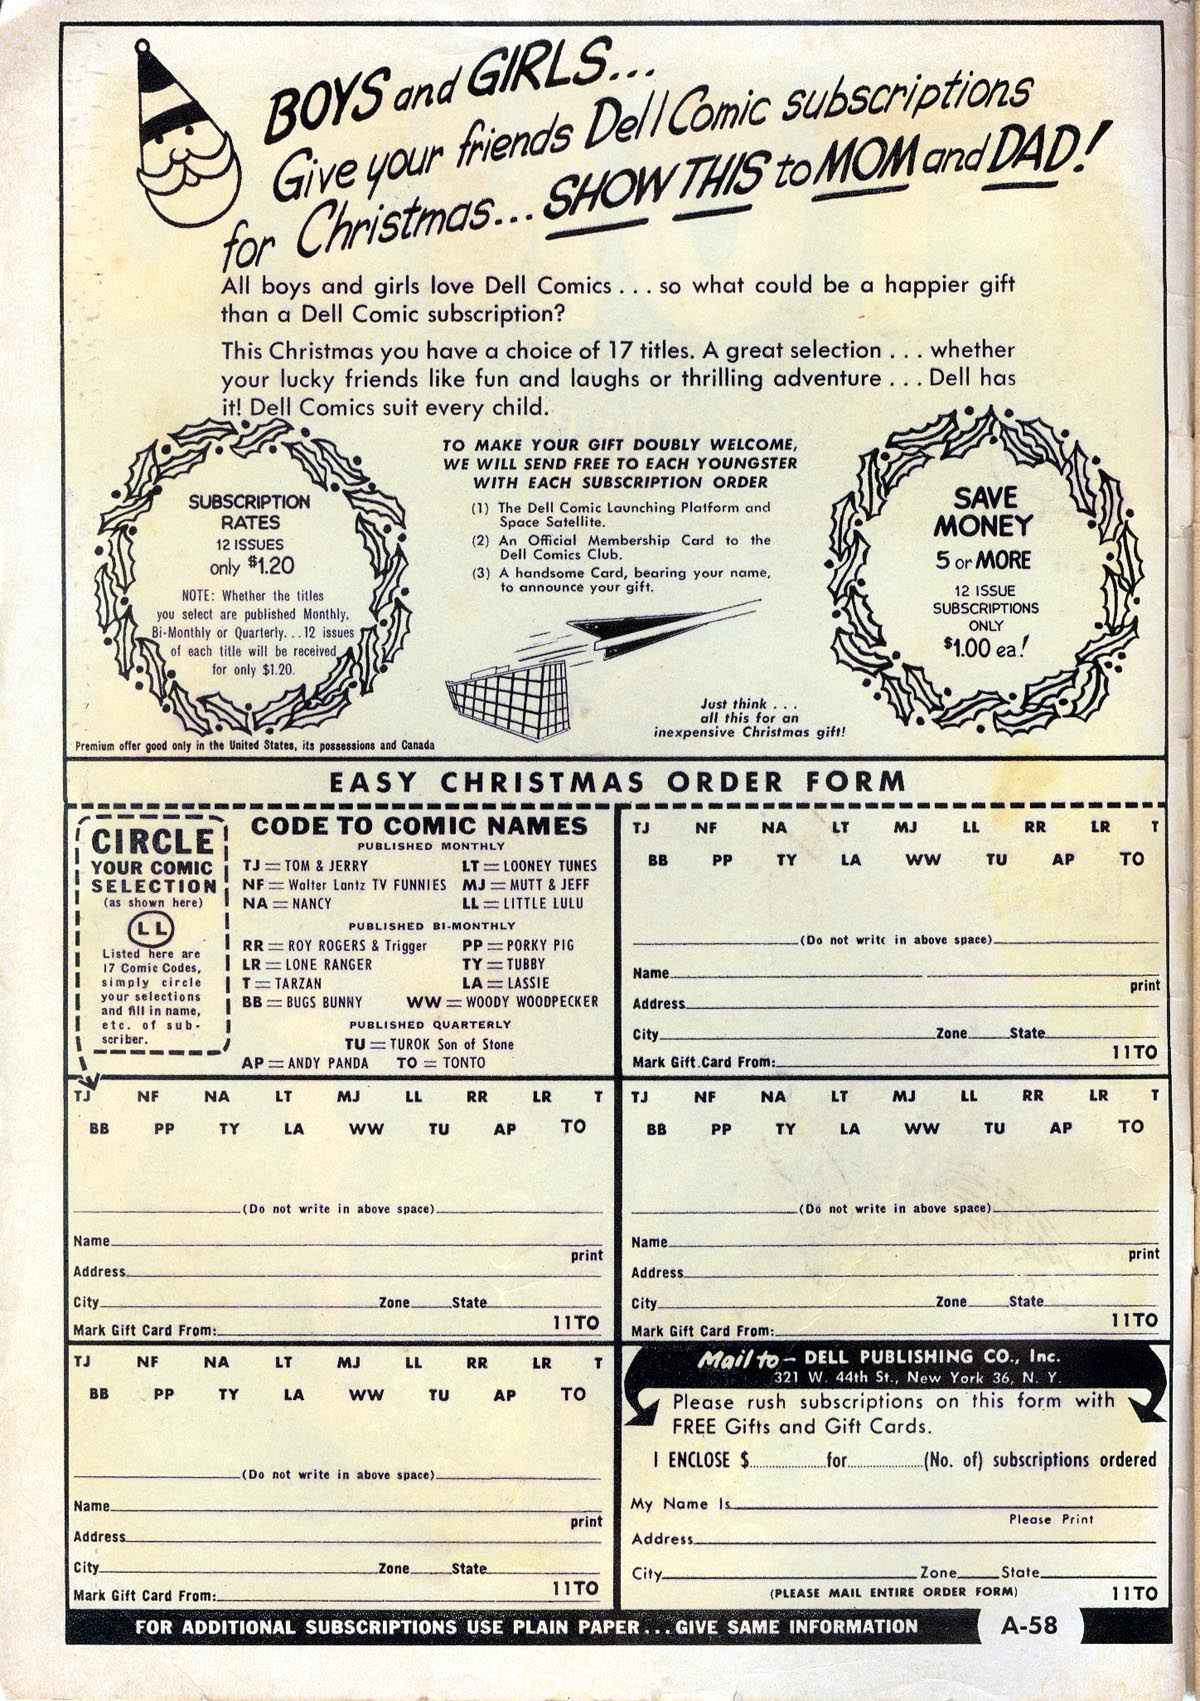 BOYS and GIRLS...
Give your friends Dell Comic subscriptions
for Christmas... SHOW THIS to MOM and DAD!
All boys and girls love Dell Comics . . . so what could be a happier gift
than a Dell Comic subscription?
This Christmas you have a choice of 17 titles. A great selection . . . whether
your lucky friends like fun and laughs or thrilling adventure . . . Dell has
it! Dell Comics suit every child.
SUBSCRIPTION
RATES
12 ISSUES
only $1.20
NOTE: Whether the titles
you select are published Monthly,
Bi-Monthly or Quarterly...12 issues
of each title will be received
for only $1.20.
TO MAKE YOUR GIFT DOUBLY WELCOME,
WE WILL SEND FREE TO EACH YOUNGSTER
WITH EACH SUBSCRIPTION ORDER
(1) The Dell Comic Launching Platform and
Space Satellite.
(2) An Official Membership Card to the
Dell Comics Club.
(3) A handsome Card, bearing your name,
to announce your gift.
Just think . . .
all this for an
inexpensive Christmas gift!
SAVE
MONEY
5 or MORE
12 ISSUE
SUBSCRIPTIONS
ONLY
$1.00 ea!
Premium offer good only in the United States, its possessions and Canada
EASY CHRISTMAS ORDER FORM
CIRCLE
YOUR COMIC
SELECTION
(as shown here)
LL
Listed here are
17 Comic Codes,
simply circle
your selections
and fill in name,
etc. of sub-
scriber.
CODE TO COMIC NAMES
PUBLISHED MONTHLY
TJ = TOM & JERRY LT = LOONEY TUNES
NF = Walter Lantz TV FUNNIES MJ = MUTT & JEFF
NA = NANCY LL = LITTLE LULU
PUBLISHED BI-MONTHLY
RR = ROY ROGERS & Trigger PP = PORKY PIG
LR = LONE RANGER TY = TUBBY
T = TARZAN LA = LASSIE
BB = BUGS BUNNY WW = WOODY WOODPECKER
PUBLISHED QUARTERLY
TU = TUROK Son of Stone
AP = ANDY PANDA TO = TONTO
TJ NF NA LT MJ LL RR LR T
BB PP TY LA WW TU AP TO
(Do not write in above space)
Name
print
Address
City Zone State
11TO
Mark Gift Card From:
TJ NF NA LT MJ LL RR LR T
BB PP TY LA WW TU AP TO
(Do not write in above space)
Name
print
Address
City Zone State
11TO
Mark Gift Card From:
TJ NF NA LT MJ LL RR LR T
BB PP TY LA WW TU AP TO
(Do not write in above space)
Name
print
Address
City Zone State
11TO
Mark Gift Card From:
TJ NF NA LT MJ LL RR LR T
BB PP TY LA WW TU AP TO
(Do not write in above space)
Name
print
Address
City Zone State
11TO
Mark Gift Card From:
Mail to – DELL PUBLISHING CO., Inc.
321 W. 44th St., New York 36, N. Y.
Please rush subscriptions on this form with
FREE Gifts and Gift Cards.
I ENCLOSE $ for (No. of) subscriptions ordered
My Name Is
Please Print
Address
City Zone State
(PLEASE MAIL ENTIRE ORDER FORM) 11TO
FOR ADDITIONAL SUBSCRIPTIONS USE PLAIN PAPER...GIVE SAME INFORMATION A-58